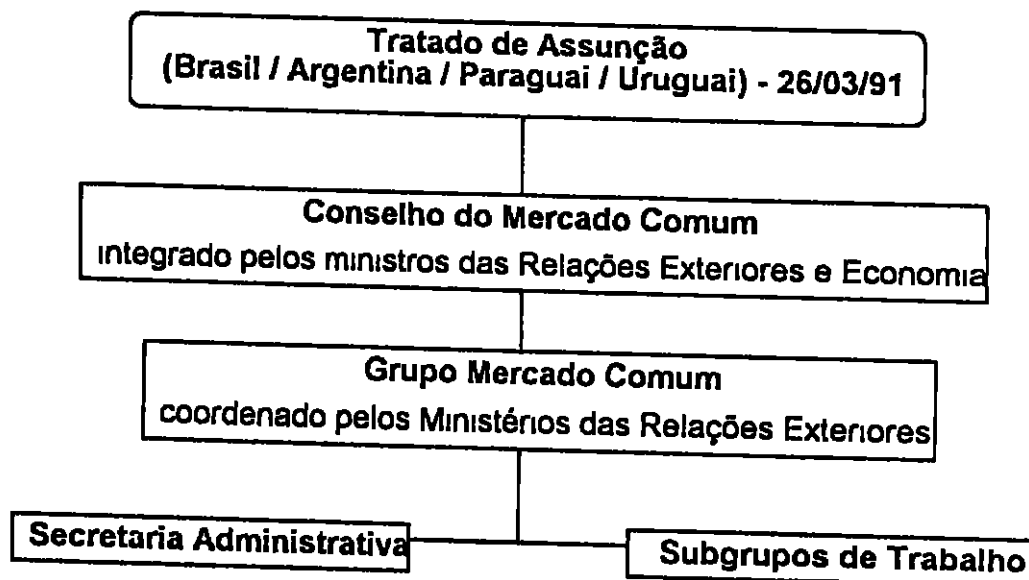 Tratado de Assunção
(Brasil / Argentina / Paraguai / Uruguai) - 26/03/91
Conselho do Mercado Comum
integrado pelos ministros das Relações Exteriores e Economia
Grupo Mercado Comum
coordenado pelos Ministérios das Relações Exteriores
Secretaria Administrativa
Subgrupos de Trabalho